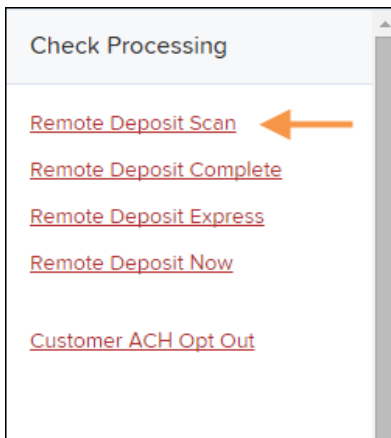 Check Processing
Remote Deposit Scan
Remote Deposit Complete
Remote Deposit Express
Remote Deposit Now
Customer ACH Opt Out